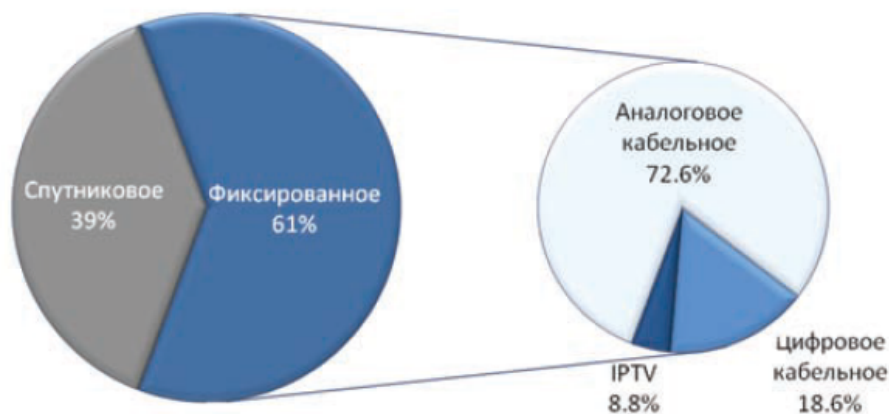 Спутниковое
39%
Фиксированное
61%
Аналоговое
кабельное
72.6%
IPTV
8.8%
цифровое
кабельное
18.6%